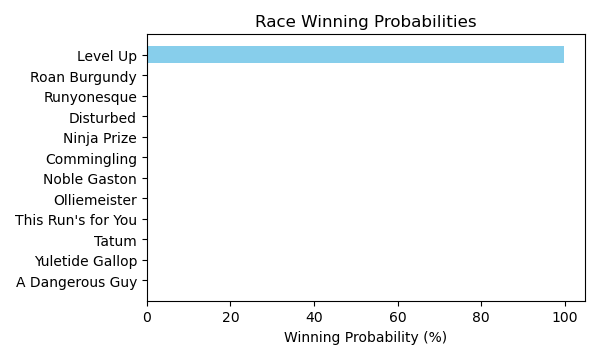 Race Winning Probabilities
Level Up
Roan Burgundy
Runyonesque
Disturbed
Ninja Prize
Commingling
Noble Gaston
Olliemeister
This Run's for You
Tatum
Yuletide Gallop
A Dangerous Guy
0 20 40 60 80 100
Winning Probability (%)